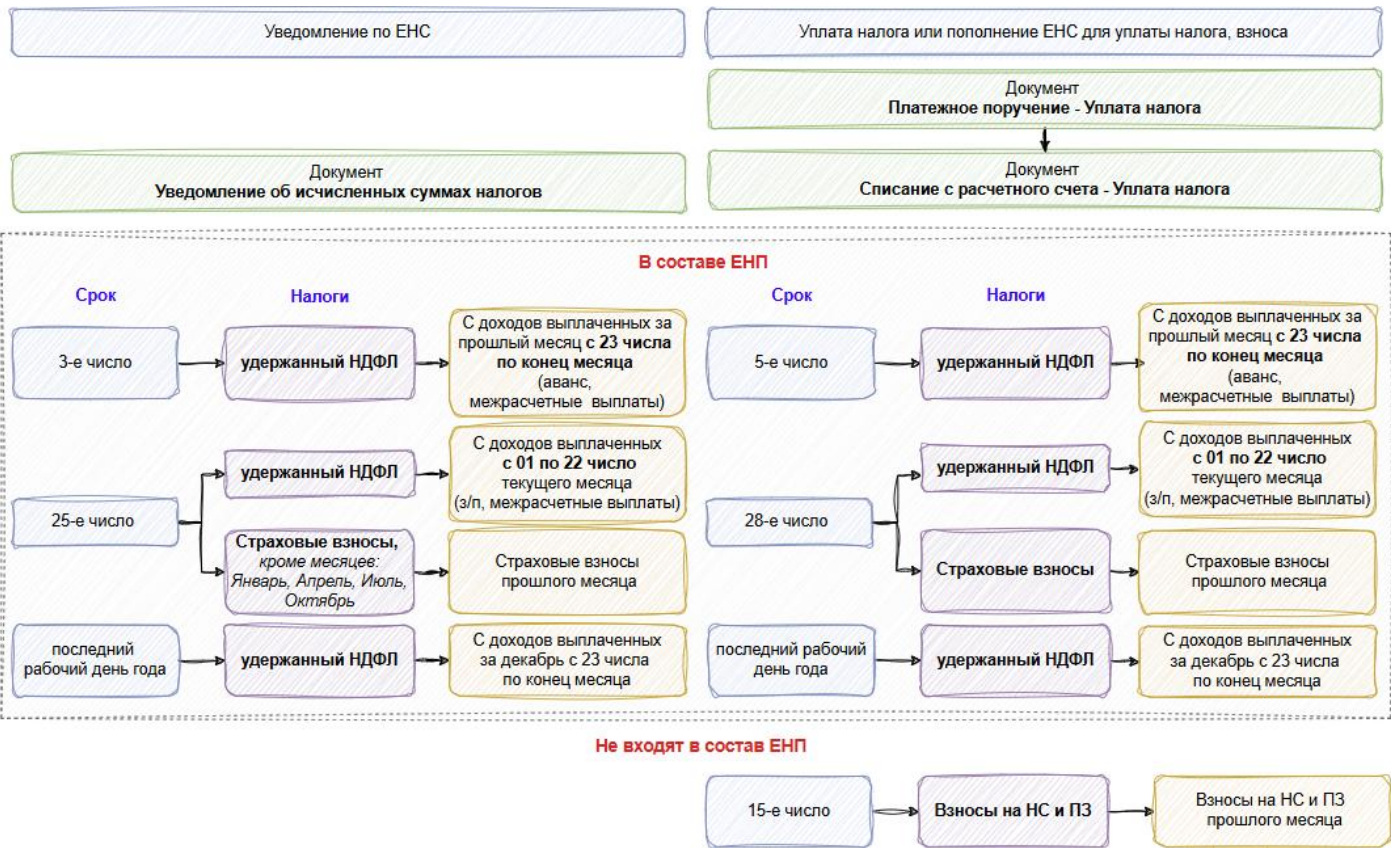 Уведомление по ЕНС
Уплата налога или пополнение ЕНС для уплаты налога, взноса
Документ
Платежное поручение - Уплата налога
Документ
Уведомление об исчисленных суммах налогов
Документ
Списание с расчетного счета - Уплата налога
В составе ЕНП
Срок
Налоги
Срок
Налоги
3-е число
удержанный НДФЛ
С доходов выплаченных за
прошлый месяц с 23 числа
по конец месяца
(аванс,
межрасчетные выплаты)
5-е число
удержанный НДФЛ
С доходов выплаченных за
прошлый месяц с 23 числа
по конец месяца
(аванс,
межрасчетные выплаты)
25-е число
удержанный НДФЛ
С доходов выплаченных
с 01 по 22 число
текущего месяца
(з/п, межрасчетные выплаты)
Страховые взносы,
кроме месяцев:
Январь, Апрель, Июль,
Октябрь
Страховые взносы
прошлого месяца
28-е число
удержанный НДФЛ
С доходов выплаченных
с 01 по 22 число
текущего месяца
(з/п, межрасчетные выплаты)
Страховые взносы
Страховые взносы
прошлого месяца
последний
рабочий день года
удержанный НДФЛ
С доходов выплаченных
за декабрь с 23 числа
по конец месяца
последний рабочий
день года
удержанный НДФЛ
С доходов выплаченных
за декабрь с 23 числа
по конец месяца
Не входят в состав ЕНП
15-е число
Взносы на НС и ПЗ
Взносы на НС и ПЗ
прошлого месяца